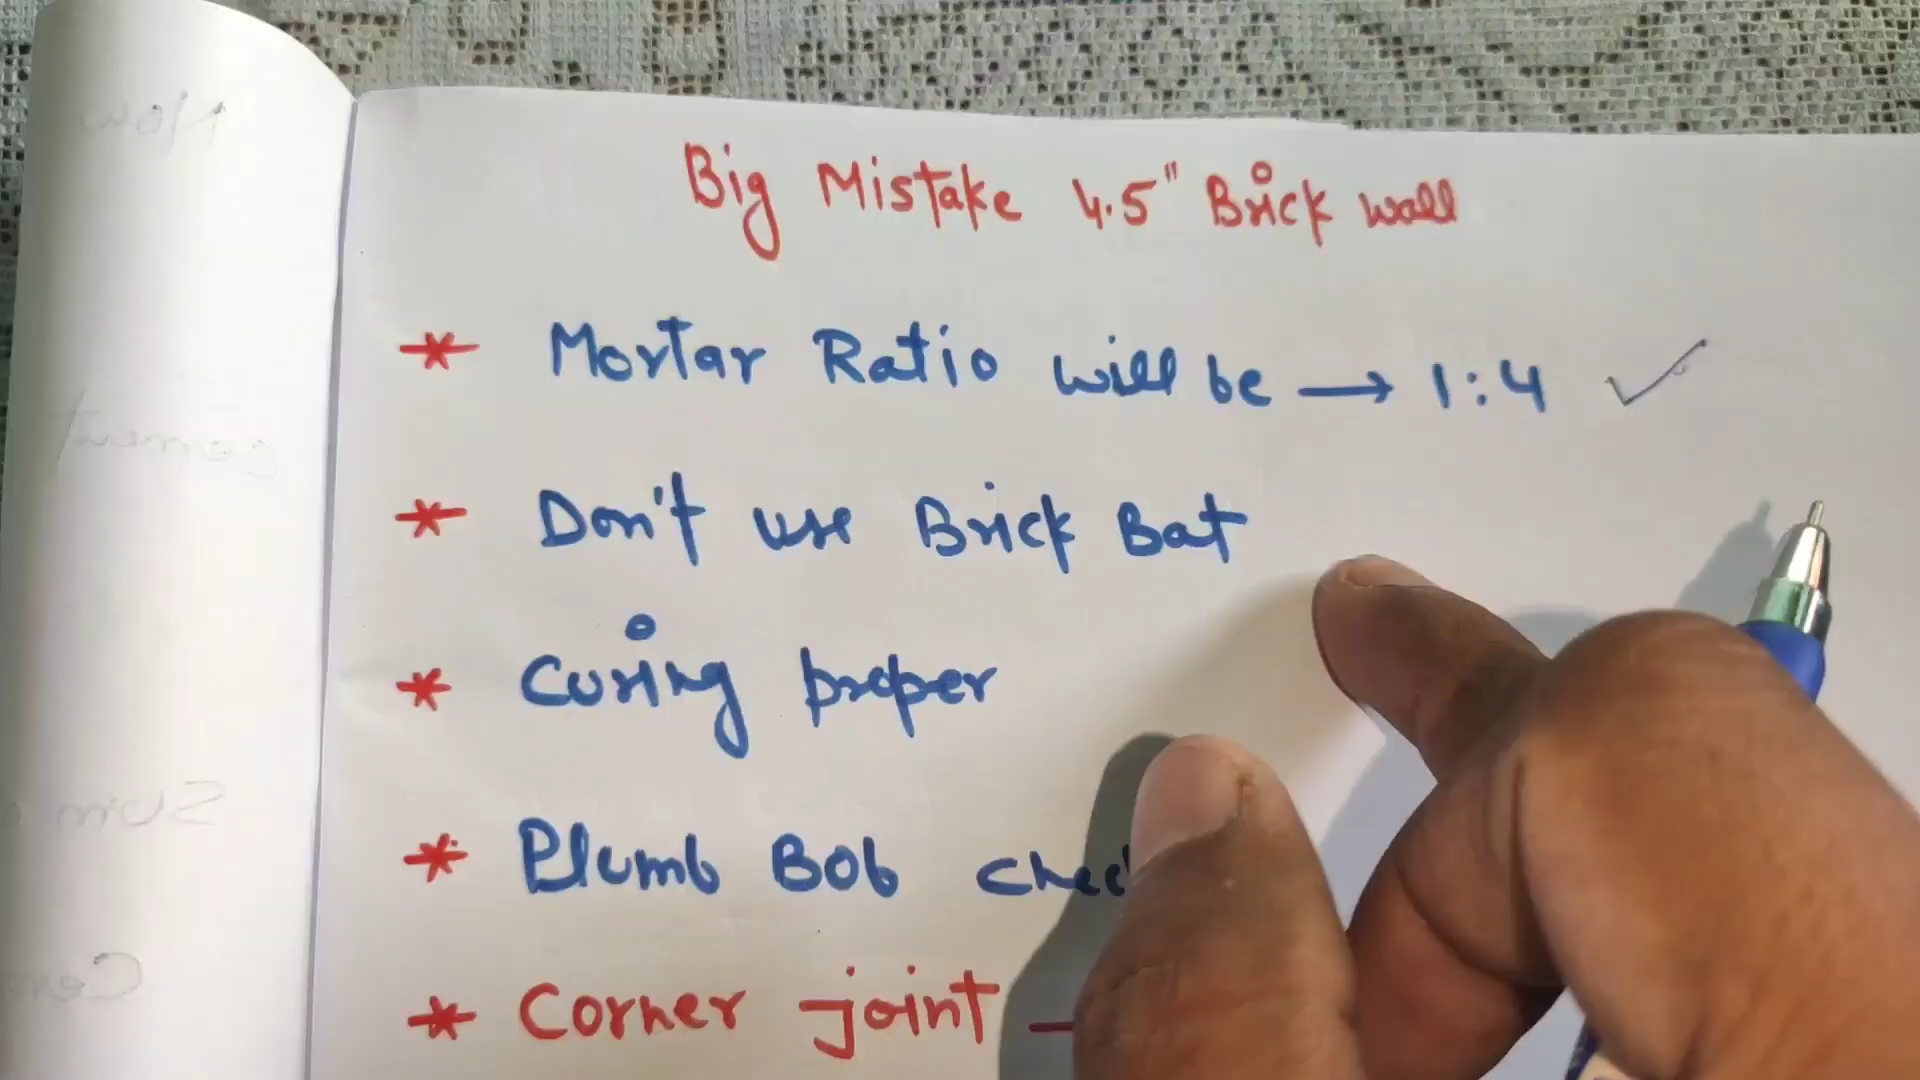 Big Mistake 4.5" Brick wall
* Mortar Ratio will be → 1:4 ✓
* Don't use Brick Bat
* Curing proper
* Plumb Bob
* Corner joint